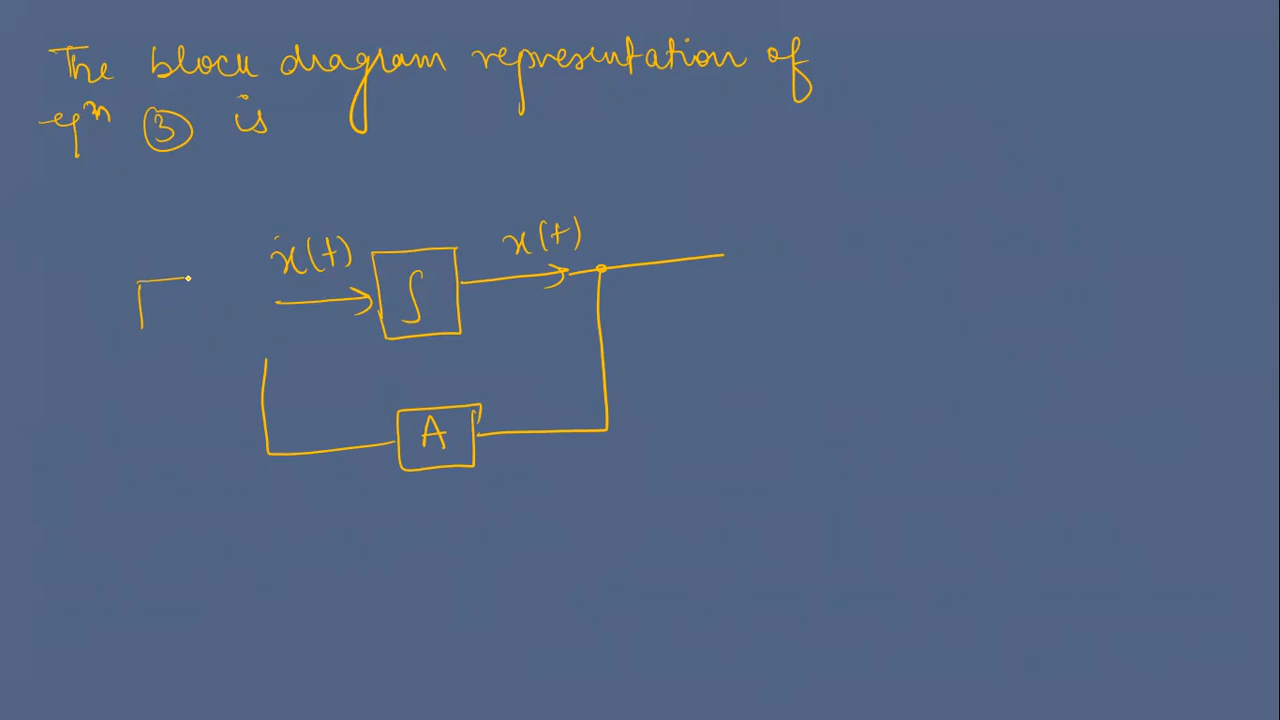 The block diagram representation of
eqⁿ ③ is
ẋ(t)
x(t)
∫
A